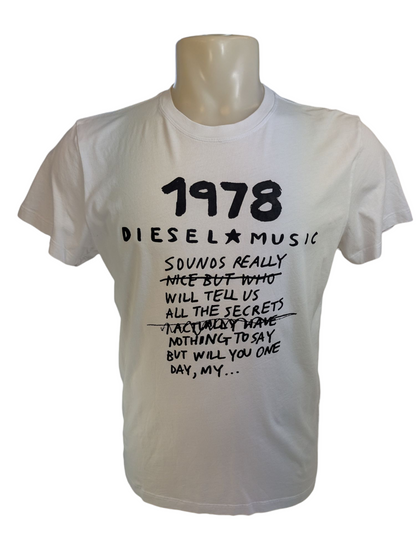 1978
DIESEL★MUSIC
SOUNDS REALLY
NICE BUT WHO
WILL TELL US
ALL THE SECRETS
I ACTUALLY HAVE
NOTHING TO SAY
BUT WILL YOU ONE
DAY, MY...